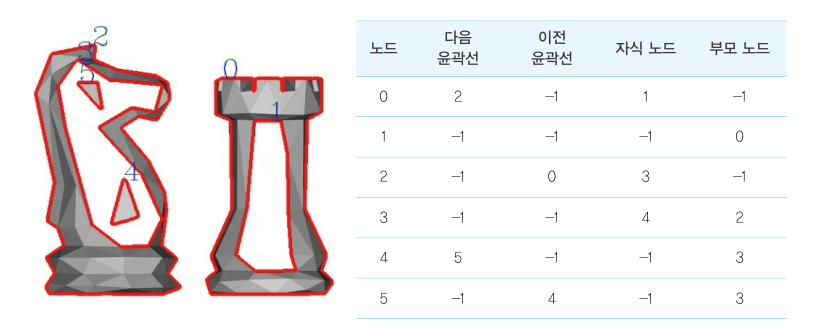 2
3
5
4
0
1
노드 다음 윤곽선 이전 윤곽선 자식 노드 부모 노드
0 2 –1 1 –1
1 –1 –1 –1 0
2 –1 0 3 –1
3 –1 –1 4 2
4 5 –1 –1 3
5 –1 4 –1 3